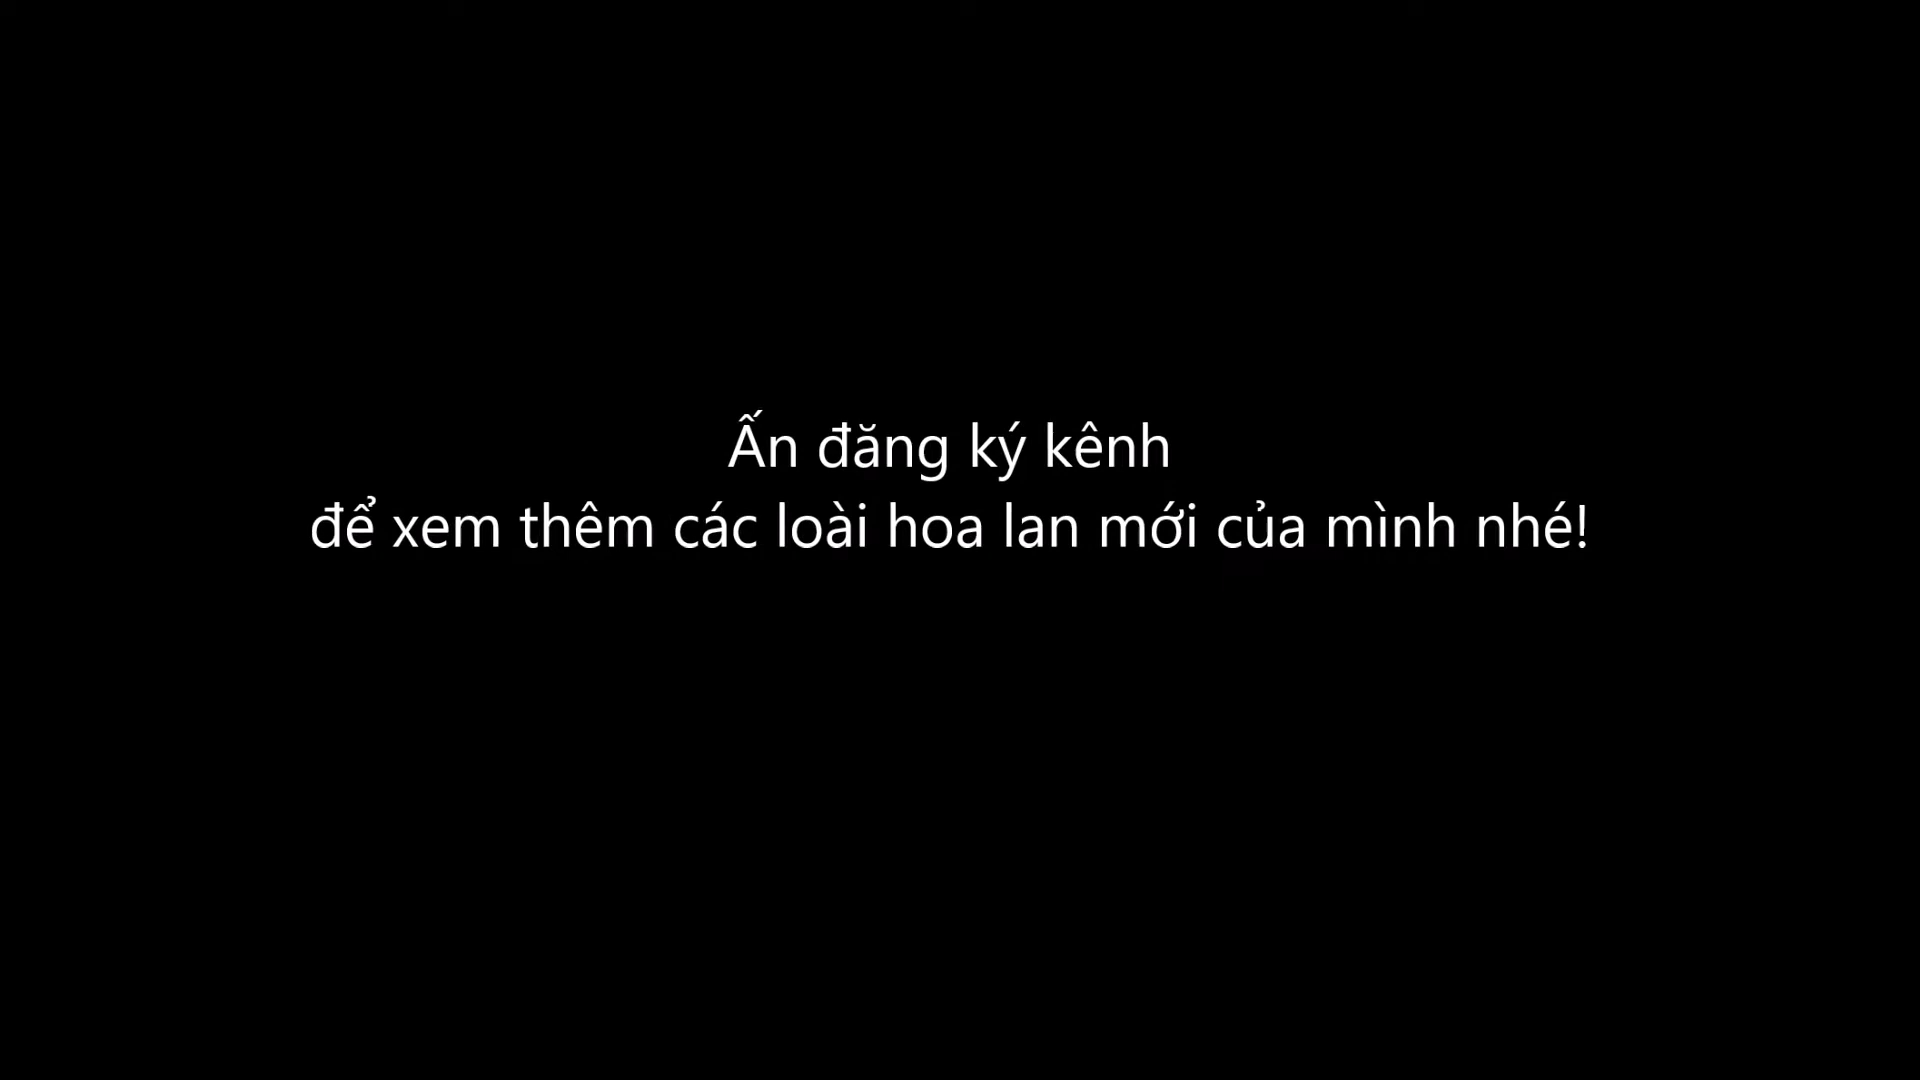 Ấn đăng ký kênh
để xem thêm các loài hoa lan mới của mình nhé!